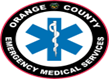 ORANGE COUNTY
EMERGENCY MEDICAL SERVICES